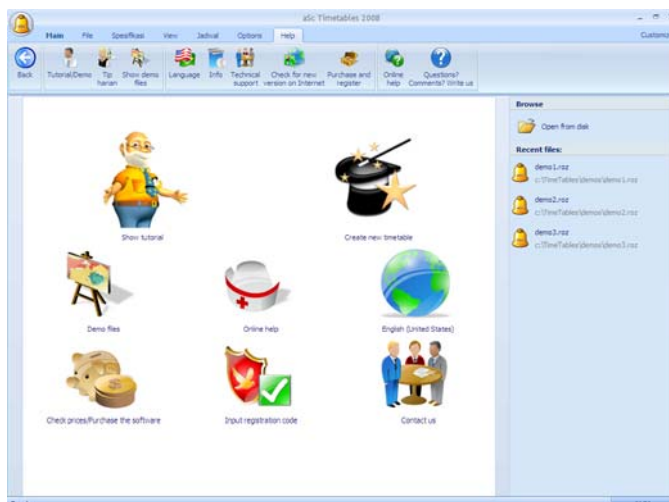 aSc Timetables 2008
Main File Spesifikasi View Jadwal Options Help
Customiz
Back Tutorial/Demo Tip harian Show demo files Language Info Technical support Check for new version on Internet Purchase and register Online help Questions? Comments? Write us
Browse
Open from disk
Recent files:
demo1.roz
c:\TimeTables\demos\demo1.roz
demo2.roz
c:\TimeTables\demos\demo2.roz
demo3.roz
c:\TimeTables\demos\demo3.roz
Show tutorial
Create new timetable
Demo files
Online help
English (United States)
Check prices/Purchase the software
Input registration code
Contact us